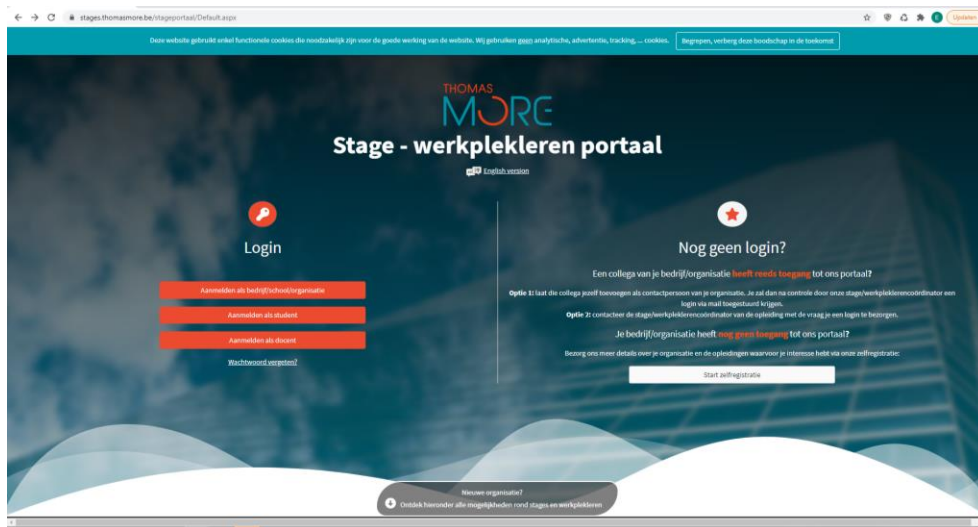 stages.thomasmore.be/stageportaal/Default.aspx
Updaten
Deze website gebruikt enkel functionele cookies die noodzakelijk zijn voor de goede werking van de website. Wij gebruiken geen analytische, advertentie, tracking,... cookies.
Begrepen, verberg deze boodschap in de toekomst
THOMAS
MORE
Stage - werkplekleren portaal
English version
Login
Aanmelden als bedrijf/school/organisatie
Aanmelden als student
Aanmelden als docent
Wachtwoord vergeten?
Nog geen login?
Een collega van je bedrijf/organisatie heeft reeds toegang tot ons portaal?
Optie 1: laat die collega jezelf toevoegen als contactpersoon van je organisatie. Je zal dan na controle door onze stage/werkplekklerencoördinator een
login via mail toegestuurd krijgen.
Optie 2: contacteer de stage/werkplekklerencoördinator van de opleiding met de vraag je een login te bezorgen.
Je bedrijf/organisatie heeft nog geen toegang tot ons portaal?
Bezorg ons meer details over je organisatie en de opleidingen waarvoor je interesse hebt via onze zelfregistratie:
Start zelfregistratie
Nieuwe organisatie?
Ontdek hieronder alle mogelijkheden rond stages en werkplekleren